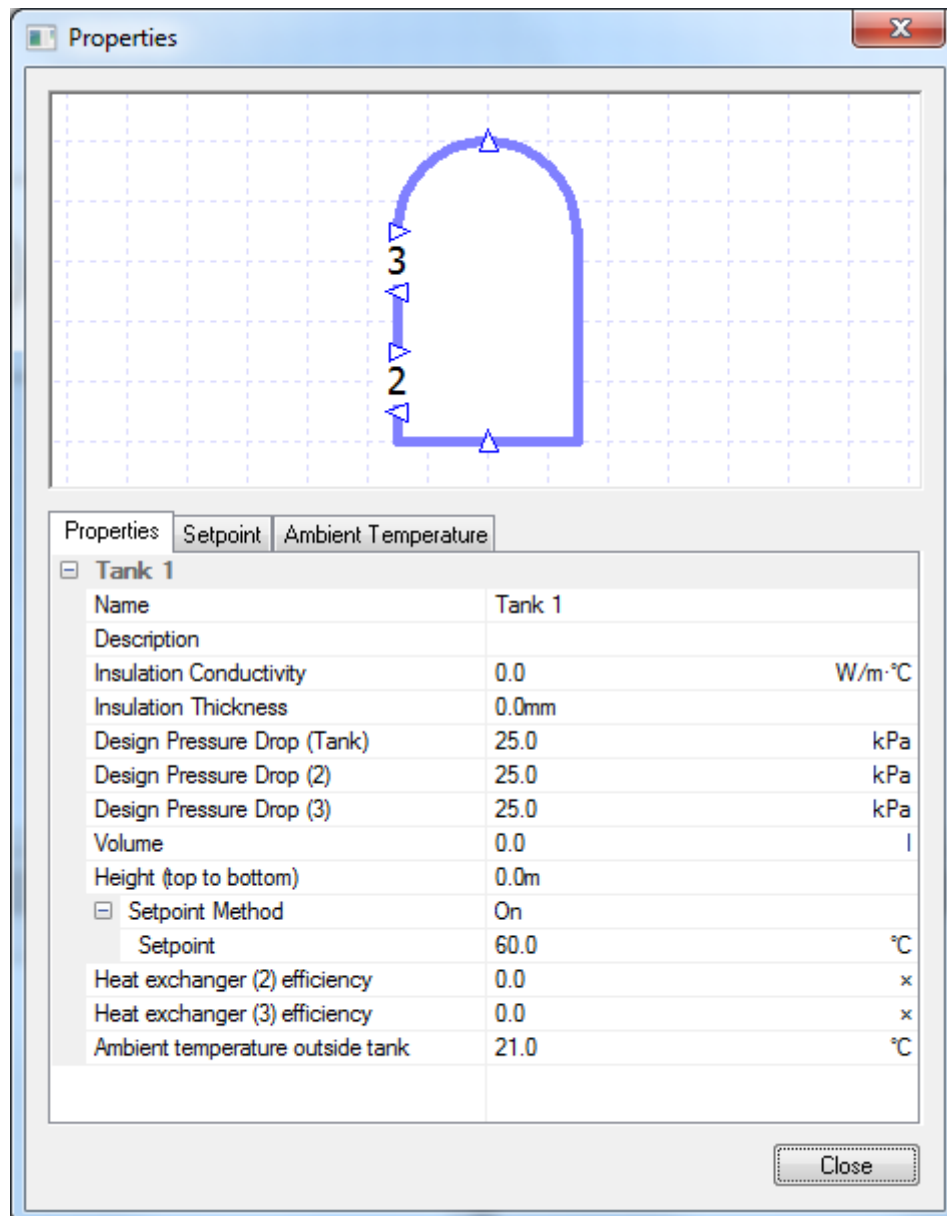 Properties
3
2
Properties Setpoint Ambient Temperature
Tank 1
Name Tank 1
Description
Insulation Conductivity 0.0 W/m·°C
Insulation Thickness 0.0mm
Design Pressure Drop (Tank) 25.0 kPa
Design Pressure Drop (2) 25.0 kPa
Design Pressure Drop (3) 25.0 kPa
Volume 0.0 l
Height (top to bottom) 0.0m
Setpoint Method On
Setpoint 60.0 °C
Heat exchanger (2) efficiency 0.0 ×
Heat exchanger (3) efficiency 0.0 ×
Ambient temperature outside tank 21.0 °C
Close